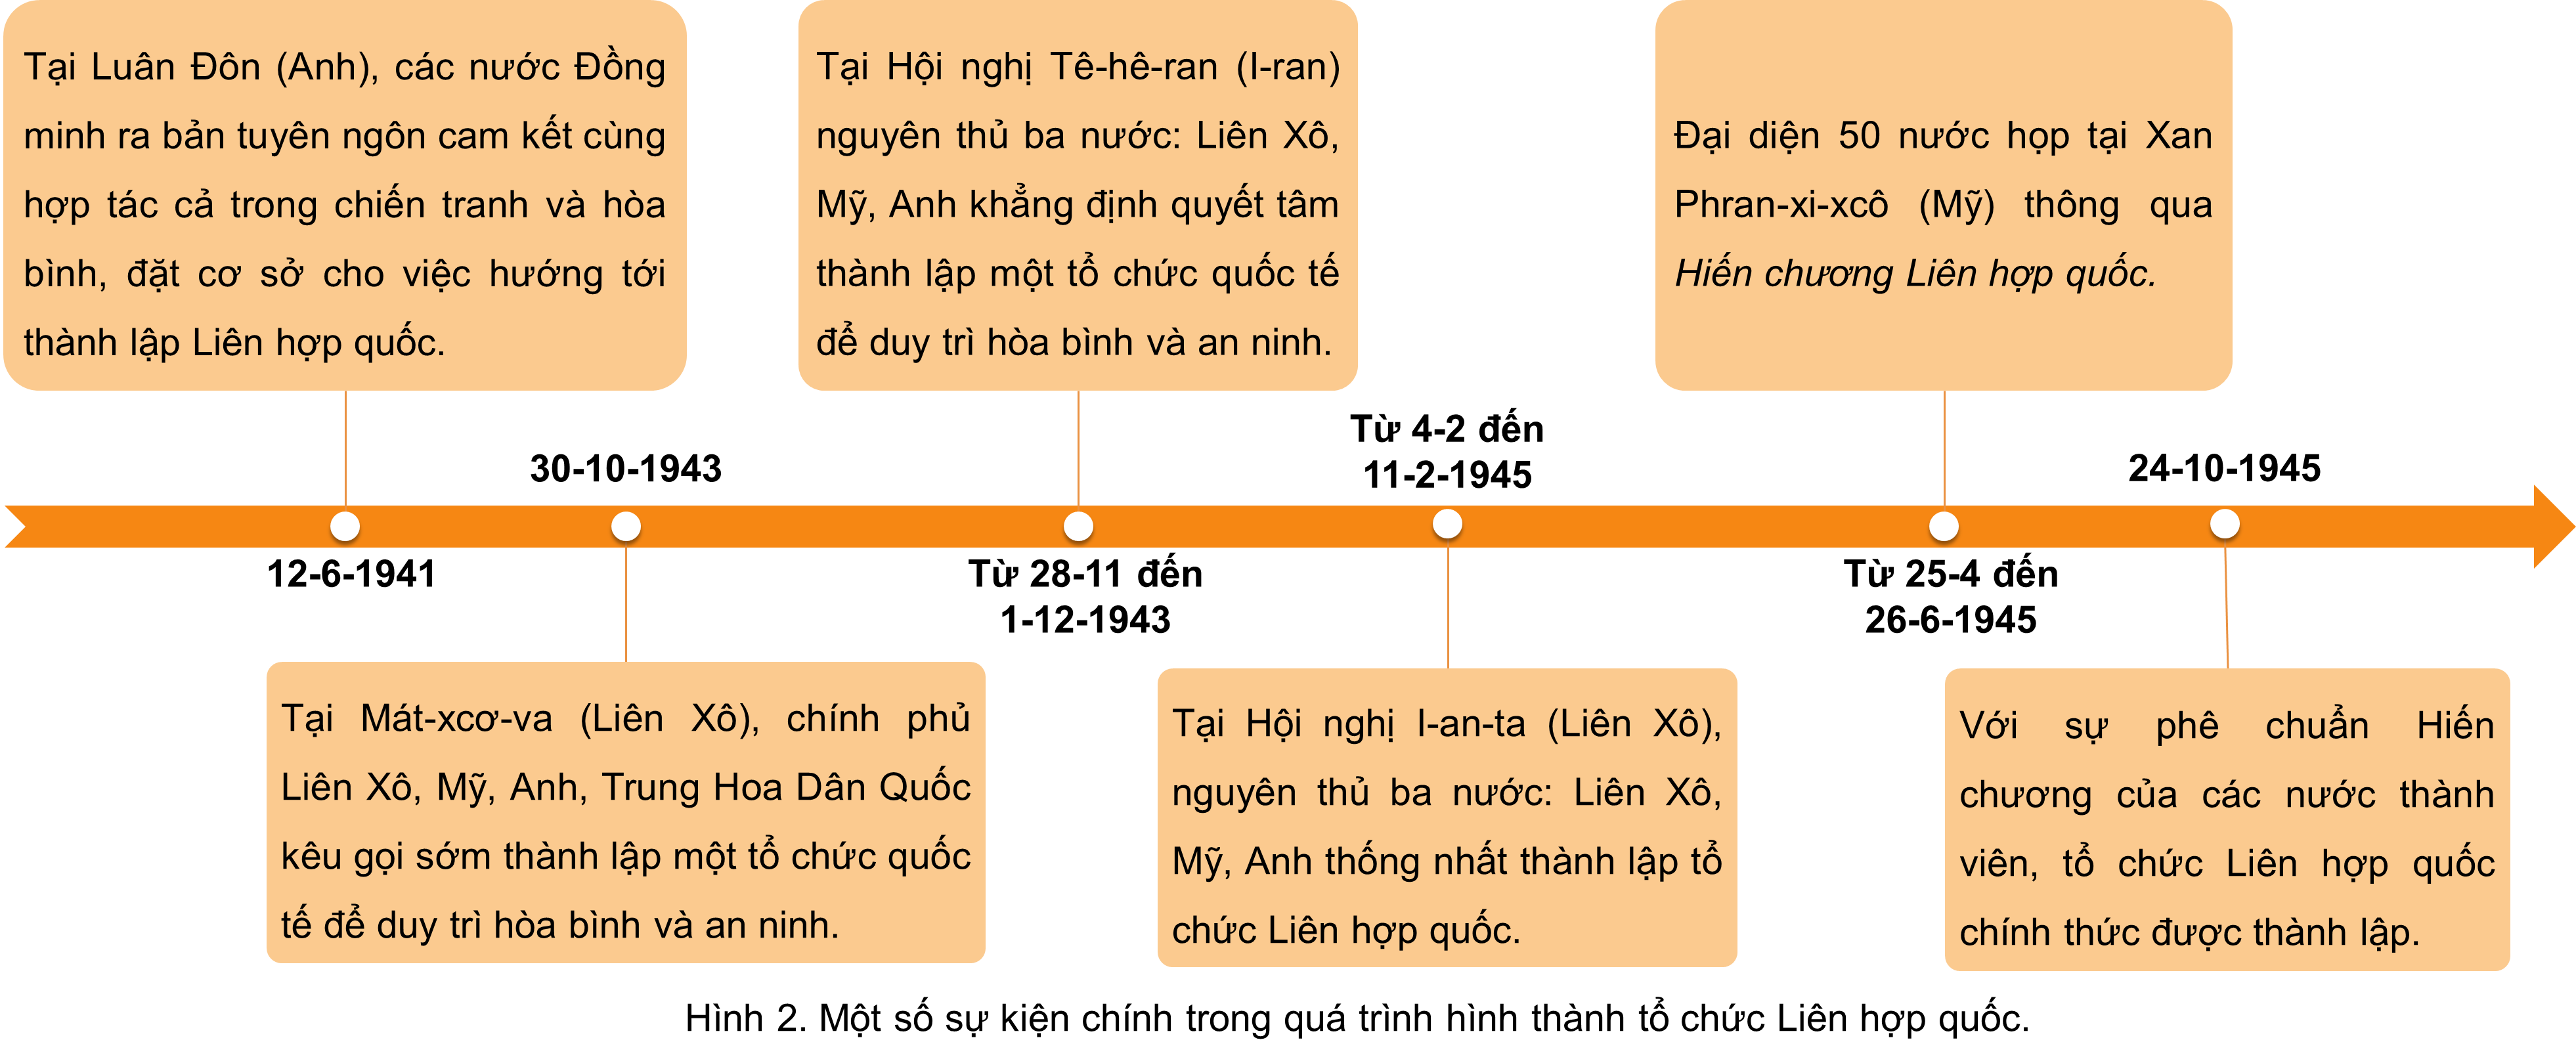 Tại Luân Đôn (Anh), các nước Đồng
minh ra bản tuyên ngôn cam kết cùng
hợp tác cả trong chiến tranh và hòa
bình, đặt cơ sở cho việc hướng tới
thành lập Liên hợp quốc.
12-6-1941
30-10-1943
Tại Mát-xcơ-va (Liên Xô), chính phủ
Liên Xô, Mỹ, Anh, Trung Hoa Dân Quốc
kêu gọi sớm thành lập một tổ chức quốc
tế để duy trì hòa bình và an ninh.
Tại Hội nghị Tê-hê-ran (I-ran)
nguyên thủ ba nước: Liên Xô,
Mỹ, Anh khẳng định quyết tâm
thành lập một tổ chức quốc tế
để duy trì hòa bình và an ninh.
Từ 28-11 đến
1-12-1943
Từ 4-2 đến
11-2-1945
Tại Hội nghị I-an-ta (Liên Xô),
nguyên thủ ba nước: Liên Xô,
Mỹ, Anh thống nhất thành lập tổ
chức Liên hợp quốc.
Đại diện 50 nước họp tại Xan
Phran-xi-xcô (Mỹ) thông qua
Hiến chương Liên hợp quốc.
Từ 25-4 đến
26-6-1945
24-10-1945
Với sự phê chuẩn Hiến
chương của các nước thành
viên, tổ chức Liên hợp quốc
chính thức được thành lập.
Hình 2. Một số sự kiện chính trong quá trình hình thành tổ chức Liên hợp quốc.